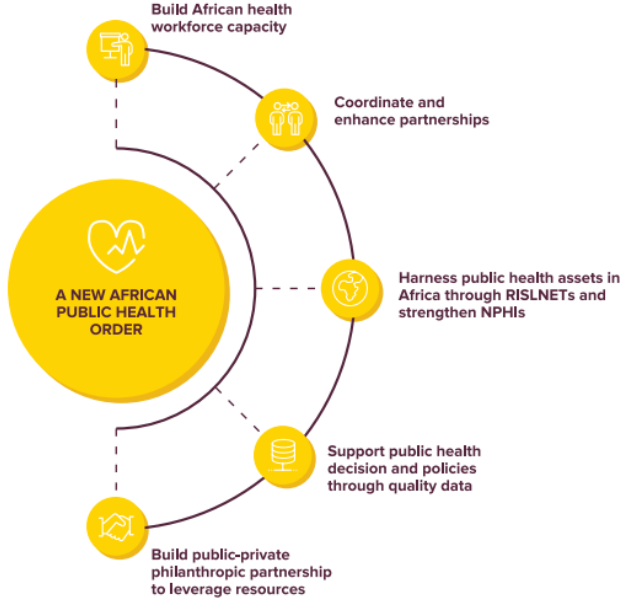 Build African health
workforce capacity
Coordinate and
enhance partnerships
A NEW AFRICAN
PUBLIC HEALTH
ORDER
Harness public health assets in
Africa through RISLNETs and
strengthen NPHIs
Support public health
decision and policies
through quality data
Build public-private
philanthropic partnership
to leverage resources